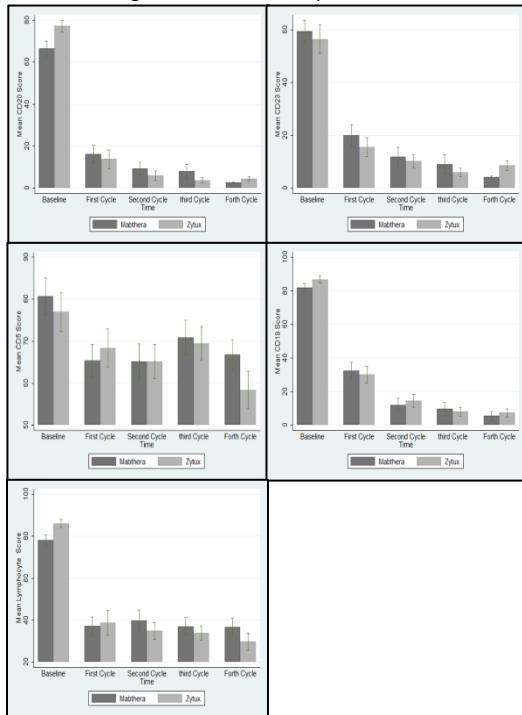 Mean CD20 Score
80
60
40
20
0
Baseline First Cycle Second Cycle third Cycle Forth Cycle
Time
Mabthera Zytux
Mean CD23 Score
60
40
20
0
Baseline First Cycle Second Cycle third Cycle Forth Cycle
Time
Mabthera Zytux
Mean CD5 Score
90
80
70
60
50
Baseline First Cycle Second Cycle third Cycle Forth Cycle
Time
Mabthera Zytux
Mean CD19 Score
100
80
60
40
20
0
Baseline First Cycle Second Cycle third Cycle Forth Cycle
Time
Mabthera Zytux
Mean Lymphocyte Score
100
80
60
40
20
Baseline First Cycle Second Cycle third Cycle Forth Cycle
Time
Mabthera Zytux